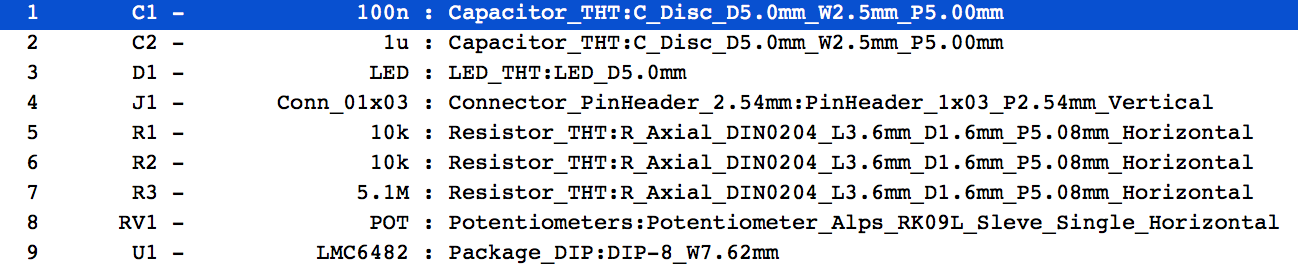 1 C1 - 100n : Capacitor_THT:C_Disc_D5.0mm_W2.5mm_P5.00mm
2 C2 - 1u : Capacitor_THT:C_Disc_D5.0mm_W2.5mm_P5.00mm
3 D1 - LED : LED_THT:LED_D5.0mm
4 J1 - Conn_01x03 : Connector_PinHeader_2.54mm:PinHeader_1x03_P2.54mm_Vertical
5 R1 - 10k : Resistor_THT:R_Axial_DIN0204_L3.6mm_D1.6mm_P5.08mm_Horizontal
6 R2 - 10k : Resistor_THT:R_Axial_DIN0204_L3.6mm_D1.6mm_P5.08mm_Horizontal
7 R3 - 5.1M : Resistor_THT:R_Axial_DIN0204_L3.6mm_D1.6mm_P5.08mm_Horizontal
8 RV1 - POT : Potentiometers:Potentiometer_Alps_RK09L_Sleve_Single_Horizontal
9 U1 - LMC6482 : Package_DIP:DIP-8_W7.62mm